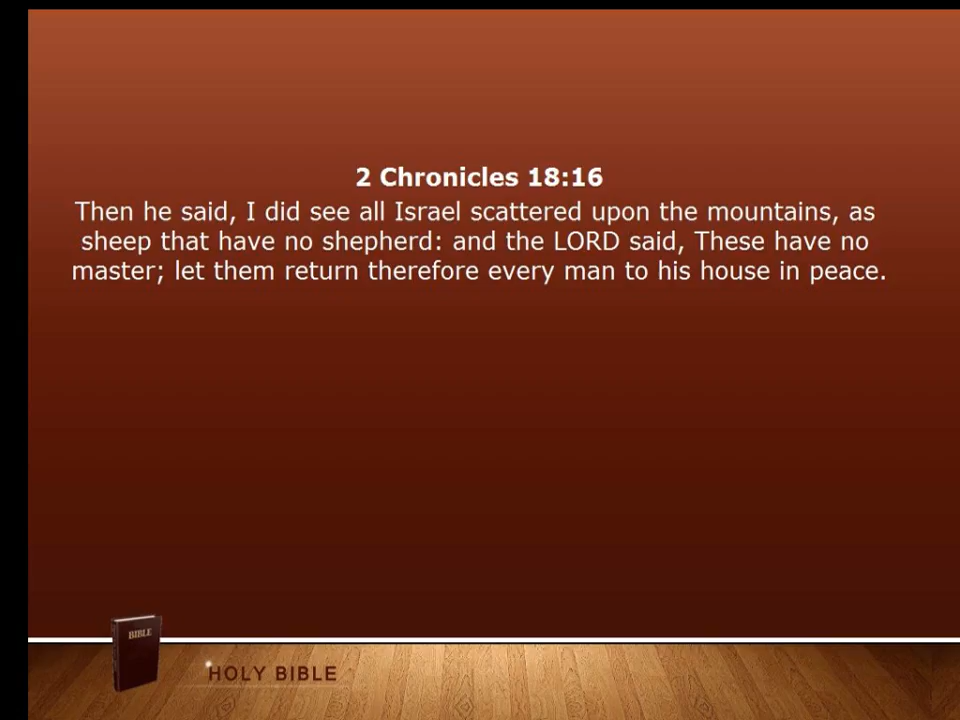 2 Chronicles 18:16
Then he said, I did see all Israel scattered upon the mountains, as
sheep that have no shepherd: and the LORD said, These have no
master; let them return therefore every man to his house in peace.
BIBLE
HOLY BIBLE